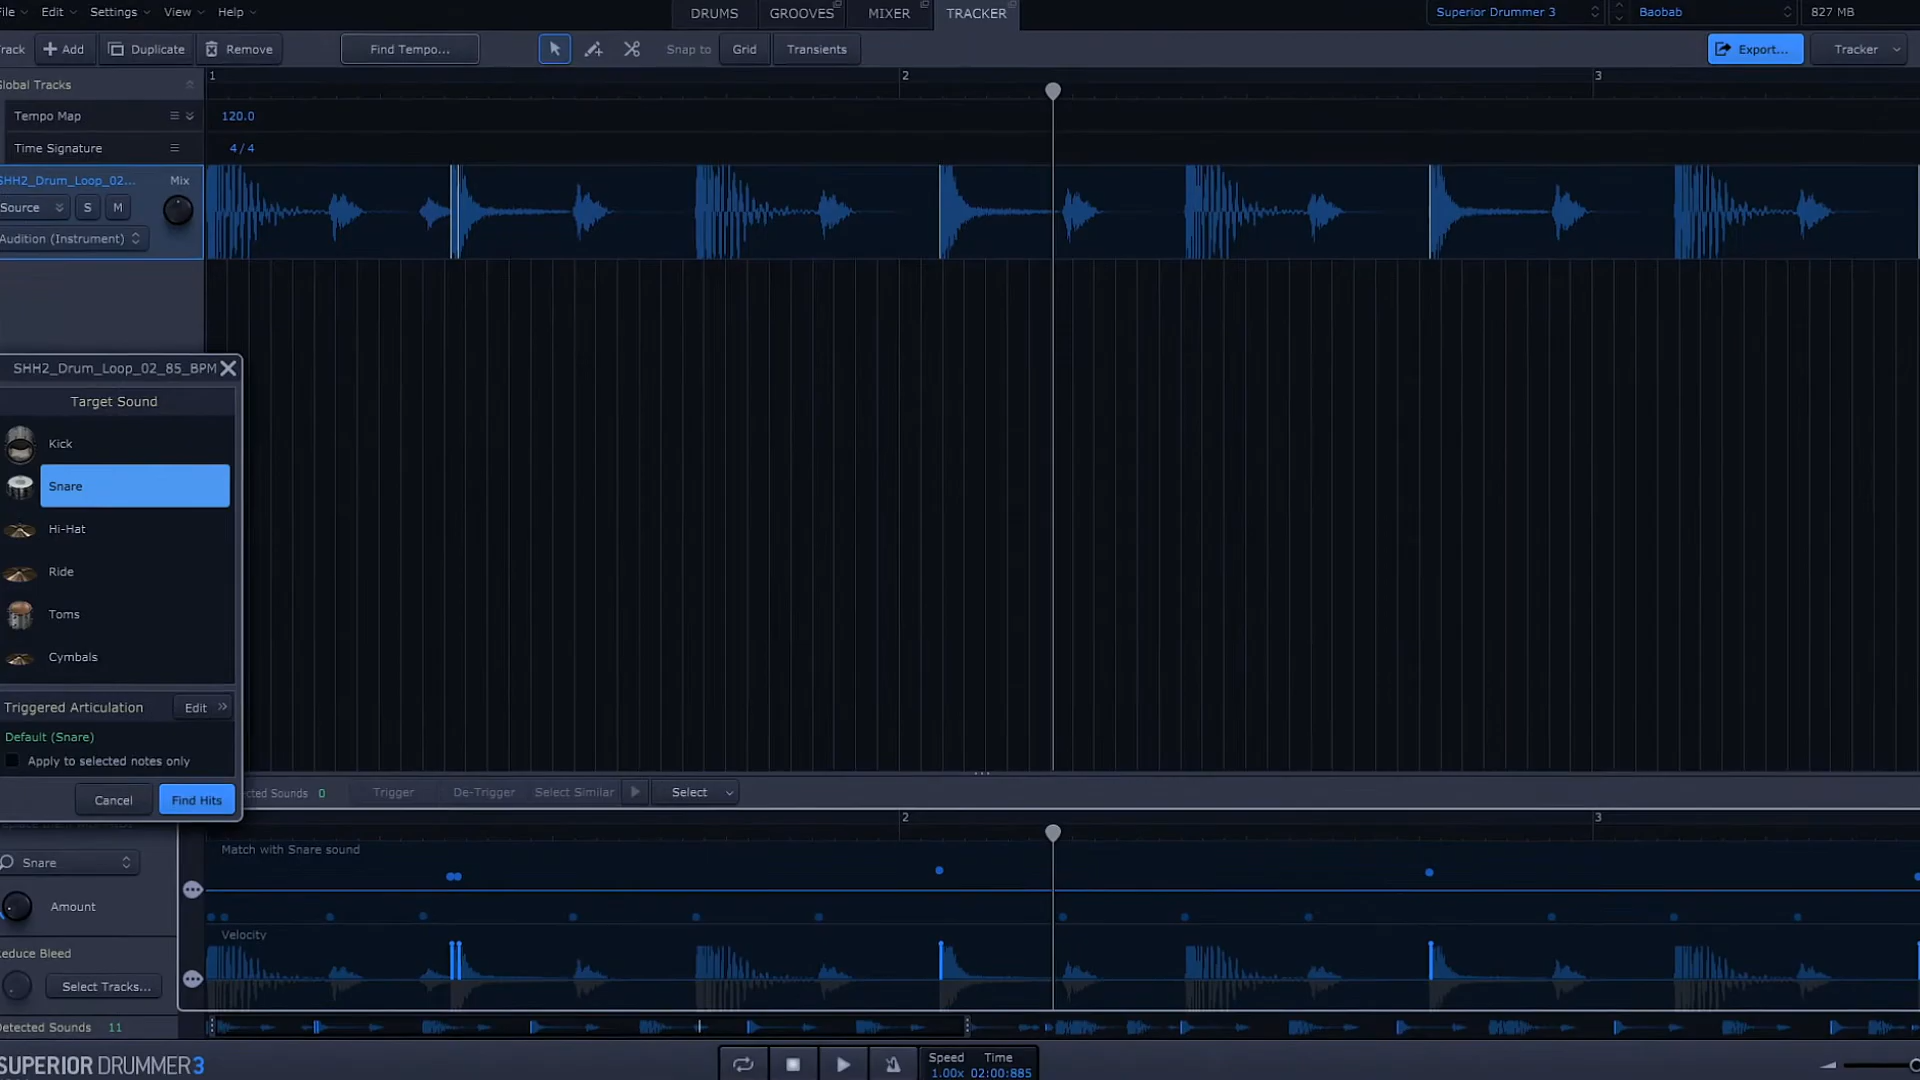 File Edit Settings View Help
DRUMS GROOVES MIXER TRACKER
Superior Drummer 3 Baobab 827 MB
Track Add Duplicate Remove Find Tempo... Snap to Grid Transients Export... Tracker
1 2 3
Global Tracks
Tempo Map 120.0
Time Signature 4/4
SHH2_Drum_Loop_02... Mix
Source S M
Audition (Instrument)
SHH2_Drum_Loop_02_85_BPM
Target Sound
Kick
Snare
Hi-Hat
Ride
Toms
Cymbals
Triggered Articulation Edit
Default (Snare)
Apply to selected notes only
Cancel Find Hits
cted Sounds 0 Trigger De-Trigger Select Similar Select
2 3
Match with Snare sound
Snare
Amount
Velocity
educe Bleed
Select Tracks...
Detected Sounds 11
SUPERIOR DRUMMER 3
Speed Time
1.00x 02:00:885